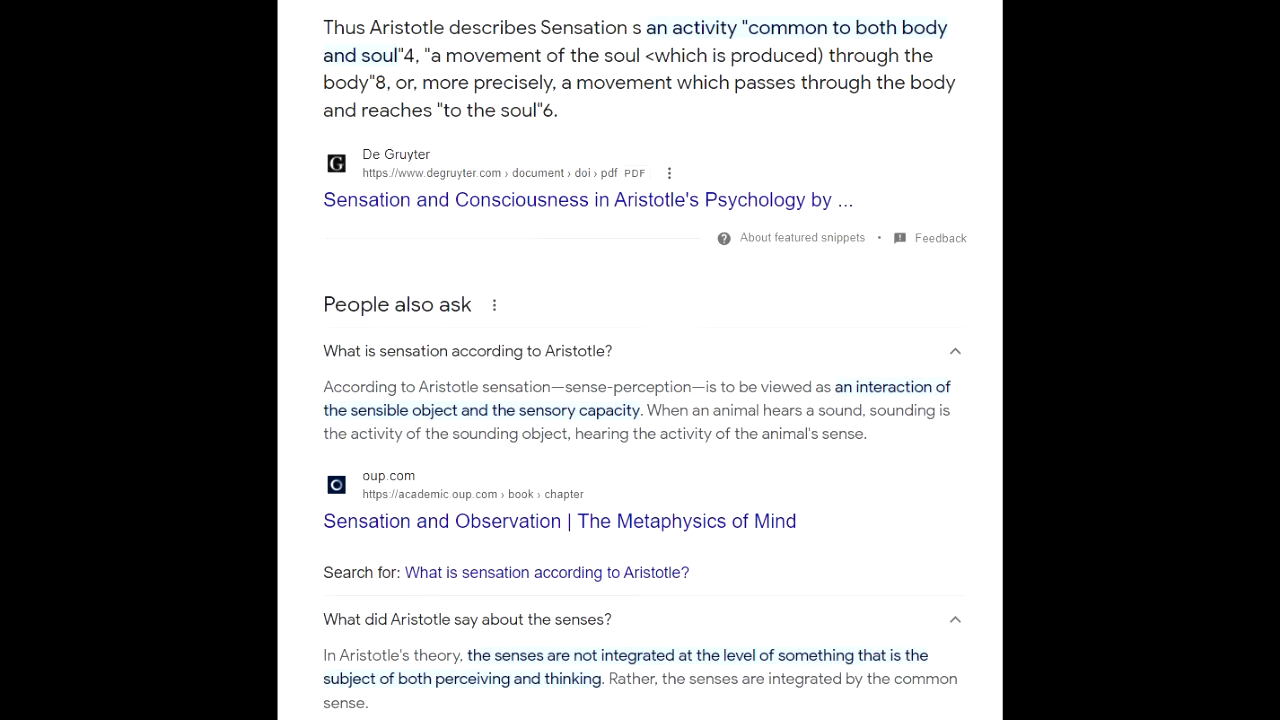 Thus Aristotle describes Sensation s an activity "common to both body
and soul"4, "a movement of the soul <which is produced) through the
body"8, or, more precisely, a movement which passes through the body
and reaches "to the soul"6.
De Gruyter
https://www.degruyter.com › document › doi › pdf PDF
Sensation and Consciousness in Aristotle's Psychology by ...
About featured snippets • Feedback
People also ask
What is sensation according to Aristotle?
According to Aristotle sensation—sense-perception—is to be viewed as an interaction of
the sensible object and the sensory capacity. When an animal hears a sound, sounding is
the activity of the sounding object, hearing the activity of the animal's sense.
oup.com
https://academic.oup.com › book › chapter
Sensation and Observation | The Metaphysics of Mind
Search for: What is sensation according to Aristotle?
What did Aristotle say about the senses?
In Aristotle's theory, the senses are not integrated at the level of something that is the
subject of both perceiving and thinking. Rather, the senses are integrated by the common
sense.